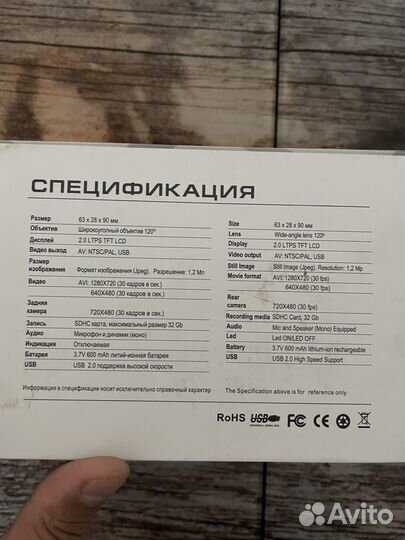 СПЕЦИФИКАЦИЯ
Размер 63 x 28 x 90 мм
Объектив Широкоугольный объектив 120º
Дисплей 2.0 LTPS TFT LCD
Видео выход AV: NTSC/PAL, USB
Размер
изображения Формат изображения (Jpeg). Разрешение: 1,2 Мп
Видео AVI: 1280X720 (30 кадров в сек.)
640X480 (30 кадров в сек.)
Задняя
камера 720X480 (30 кадров в сек.)
Запись SDHC карта, максимальный размер 32 Gb
Аудио Микрофон и динамик (моно)
Индикация Отключаемая
Батарея 3.7V 600 мАh литий-ионная батарея
USB USB 2.0 поддержка высокой скорости
Информация в спецификации носит исключительно справочный характер
Size 63 x 28 x 90 мм
Lens Wide-angle lens 120º
Display 2.0 LTPS TFT LCD
Video output AV: NTSC/PAL, USB
Still Image Still image (Jpeg). Resolution: 1,2 Mp
Movie format AVI: 1280X720 (30 fps)
640X480 (30 fps)
Rear
camera 720X480 (30 fps)
Recording media SDHC Card, 32 Gb
Audio Mic and Speaker (Mono) Equipped
Led Led ON/LED OFF
Battery 3.7V 600 mAh lithium-ion rechargeable
USB USB 2.0 High Speed Support
The Specification above is for reference only
RoHS USB FC CE
Avito